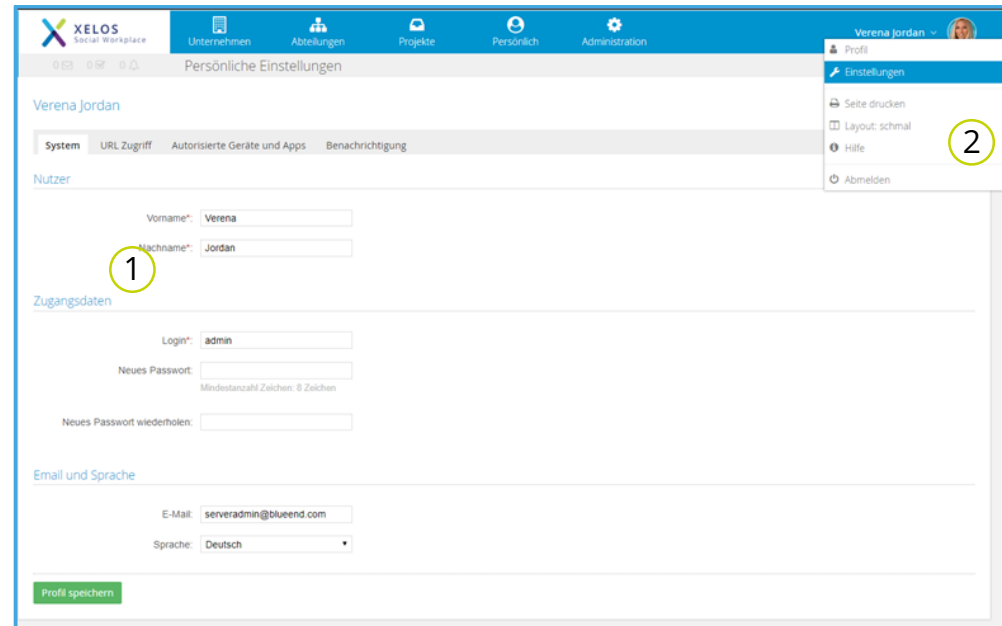 XELOS
Social Workplace
Unternehmen
Abteilungen
Projekte
Persönlich
Administration
Verena Jordan
0 0 0
Persönliche Einstellungen
Profil
Einstellungen
Seite drucken
Layout: schmal
Hilfe
Abmelden
2
Verena Jordan
System URL Zugriff Autorisierte Geräte und Apps Benachrichtigung
Nutzer
Vorname*: Verena
Nachname*: Jordan
1
Zugangsdaten
Login*: admin
Neues Passwort:
Mindestanzahl Zeichen: 8 Zeichen
Neues Passwort wiederholen:
Email und Sprache
E-Mail: serveradmin@blueend.com
Sprache: Deutsch
Profil speichern